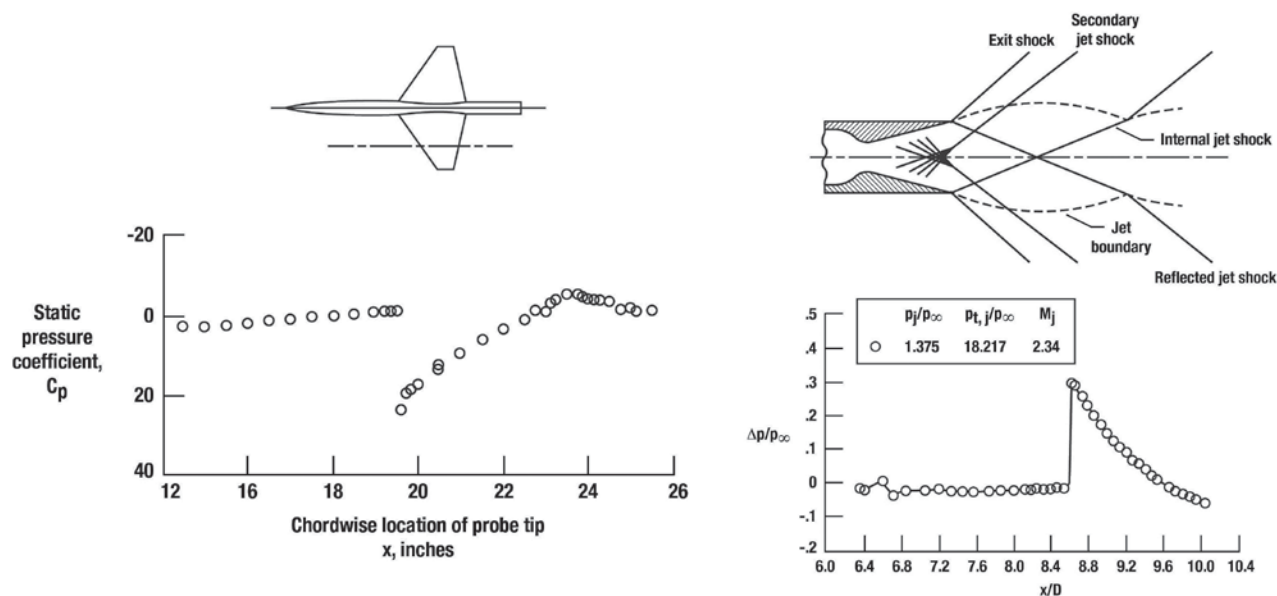 -20
0
20
40
Static
pressure
coefficient,
Cp
12 14 16 18 20 22 24 26
Chordwise location of probe tip
x, inches
Exit shock
Secondary
jet shock
Internal jet shock
Jet
boundary
Reflected jet shock
pj/p∞ pt, j/p∞ Mj
1.375 18.217 2.34
.5
.4
.3
.2
.1
0
-0.1
-.2
Δp/p∞
6.0 6.4 6.8 7.2 7.6 8.0 8.4 8.8 9.2 9.6 10.0 10.4
x/D